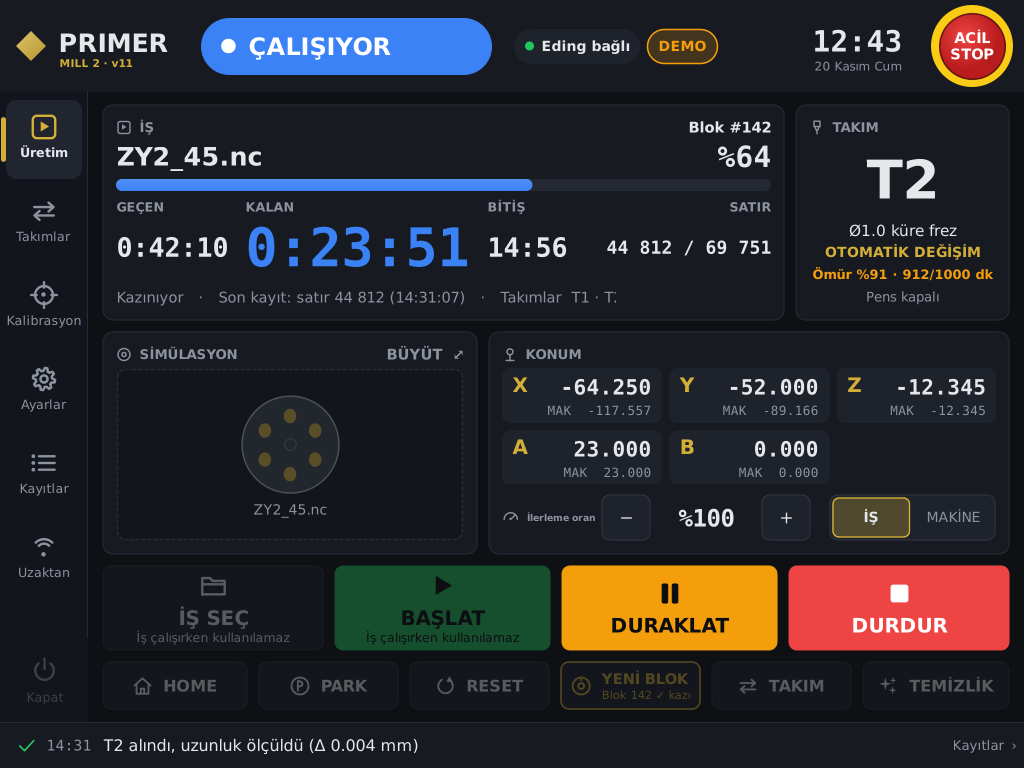 PRIMER
MILL 2 · v11
ÇALIŞIYOR
Eding bağlı
DEMO
12:43
20 Kasım Cum
ACİL
STOP
Üretim
Takımlar
Kalibrasyon
Ayarlar
Kayıtlar
Uzaktan
Kapat
İŞ
Blok #142
ZY2_45.nc
%64
GEÇEN
KALAN
BİTİŞ
SATIR
0:42:10
0:23:51
14:56
44 812 / 69 751
Kazınıyor · Son kayıt: satır 44 812 (14:31:07) · Takımlar T1 · T
TAKIM
T2
Ø1.0 küre frez
OTOMATİK DEĞİŞİM
Ömür %91 · 912/1000 dk
Pens kapalı
SİMÜLASYON
BÜYÜT ⤢
ZY2_45.nc
KONUM
X -64.250
MAK -117.557
Y -52.000
MAK -89.166
Z -12.345
MAK -12.345
A 23.000
MAK 23.000
B 0.000
MAK 0.000
İlerleme oran
−
%100
+
İŞ
MAKİNE
İŞ SEÇ
İş çalışırken kullanılamaz
BAŞLAT
İş çalışırken kullanılamaz
DURAKLAT
DURDUR
HOME
PARK
RESET
YENİ BLOK
Blok 142 ✓ kazı
TAKIM
TEMİZLİK
14:31 T2 alındı, uzunluk ölçüldü (Δ 0.004 mm)
Kayıtlar ›